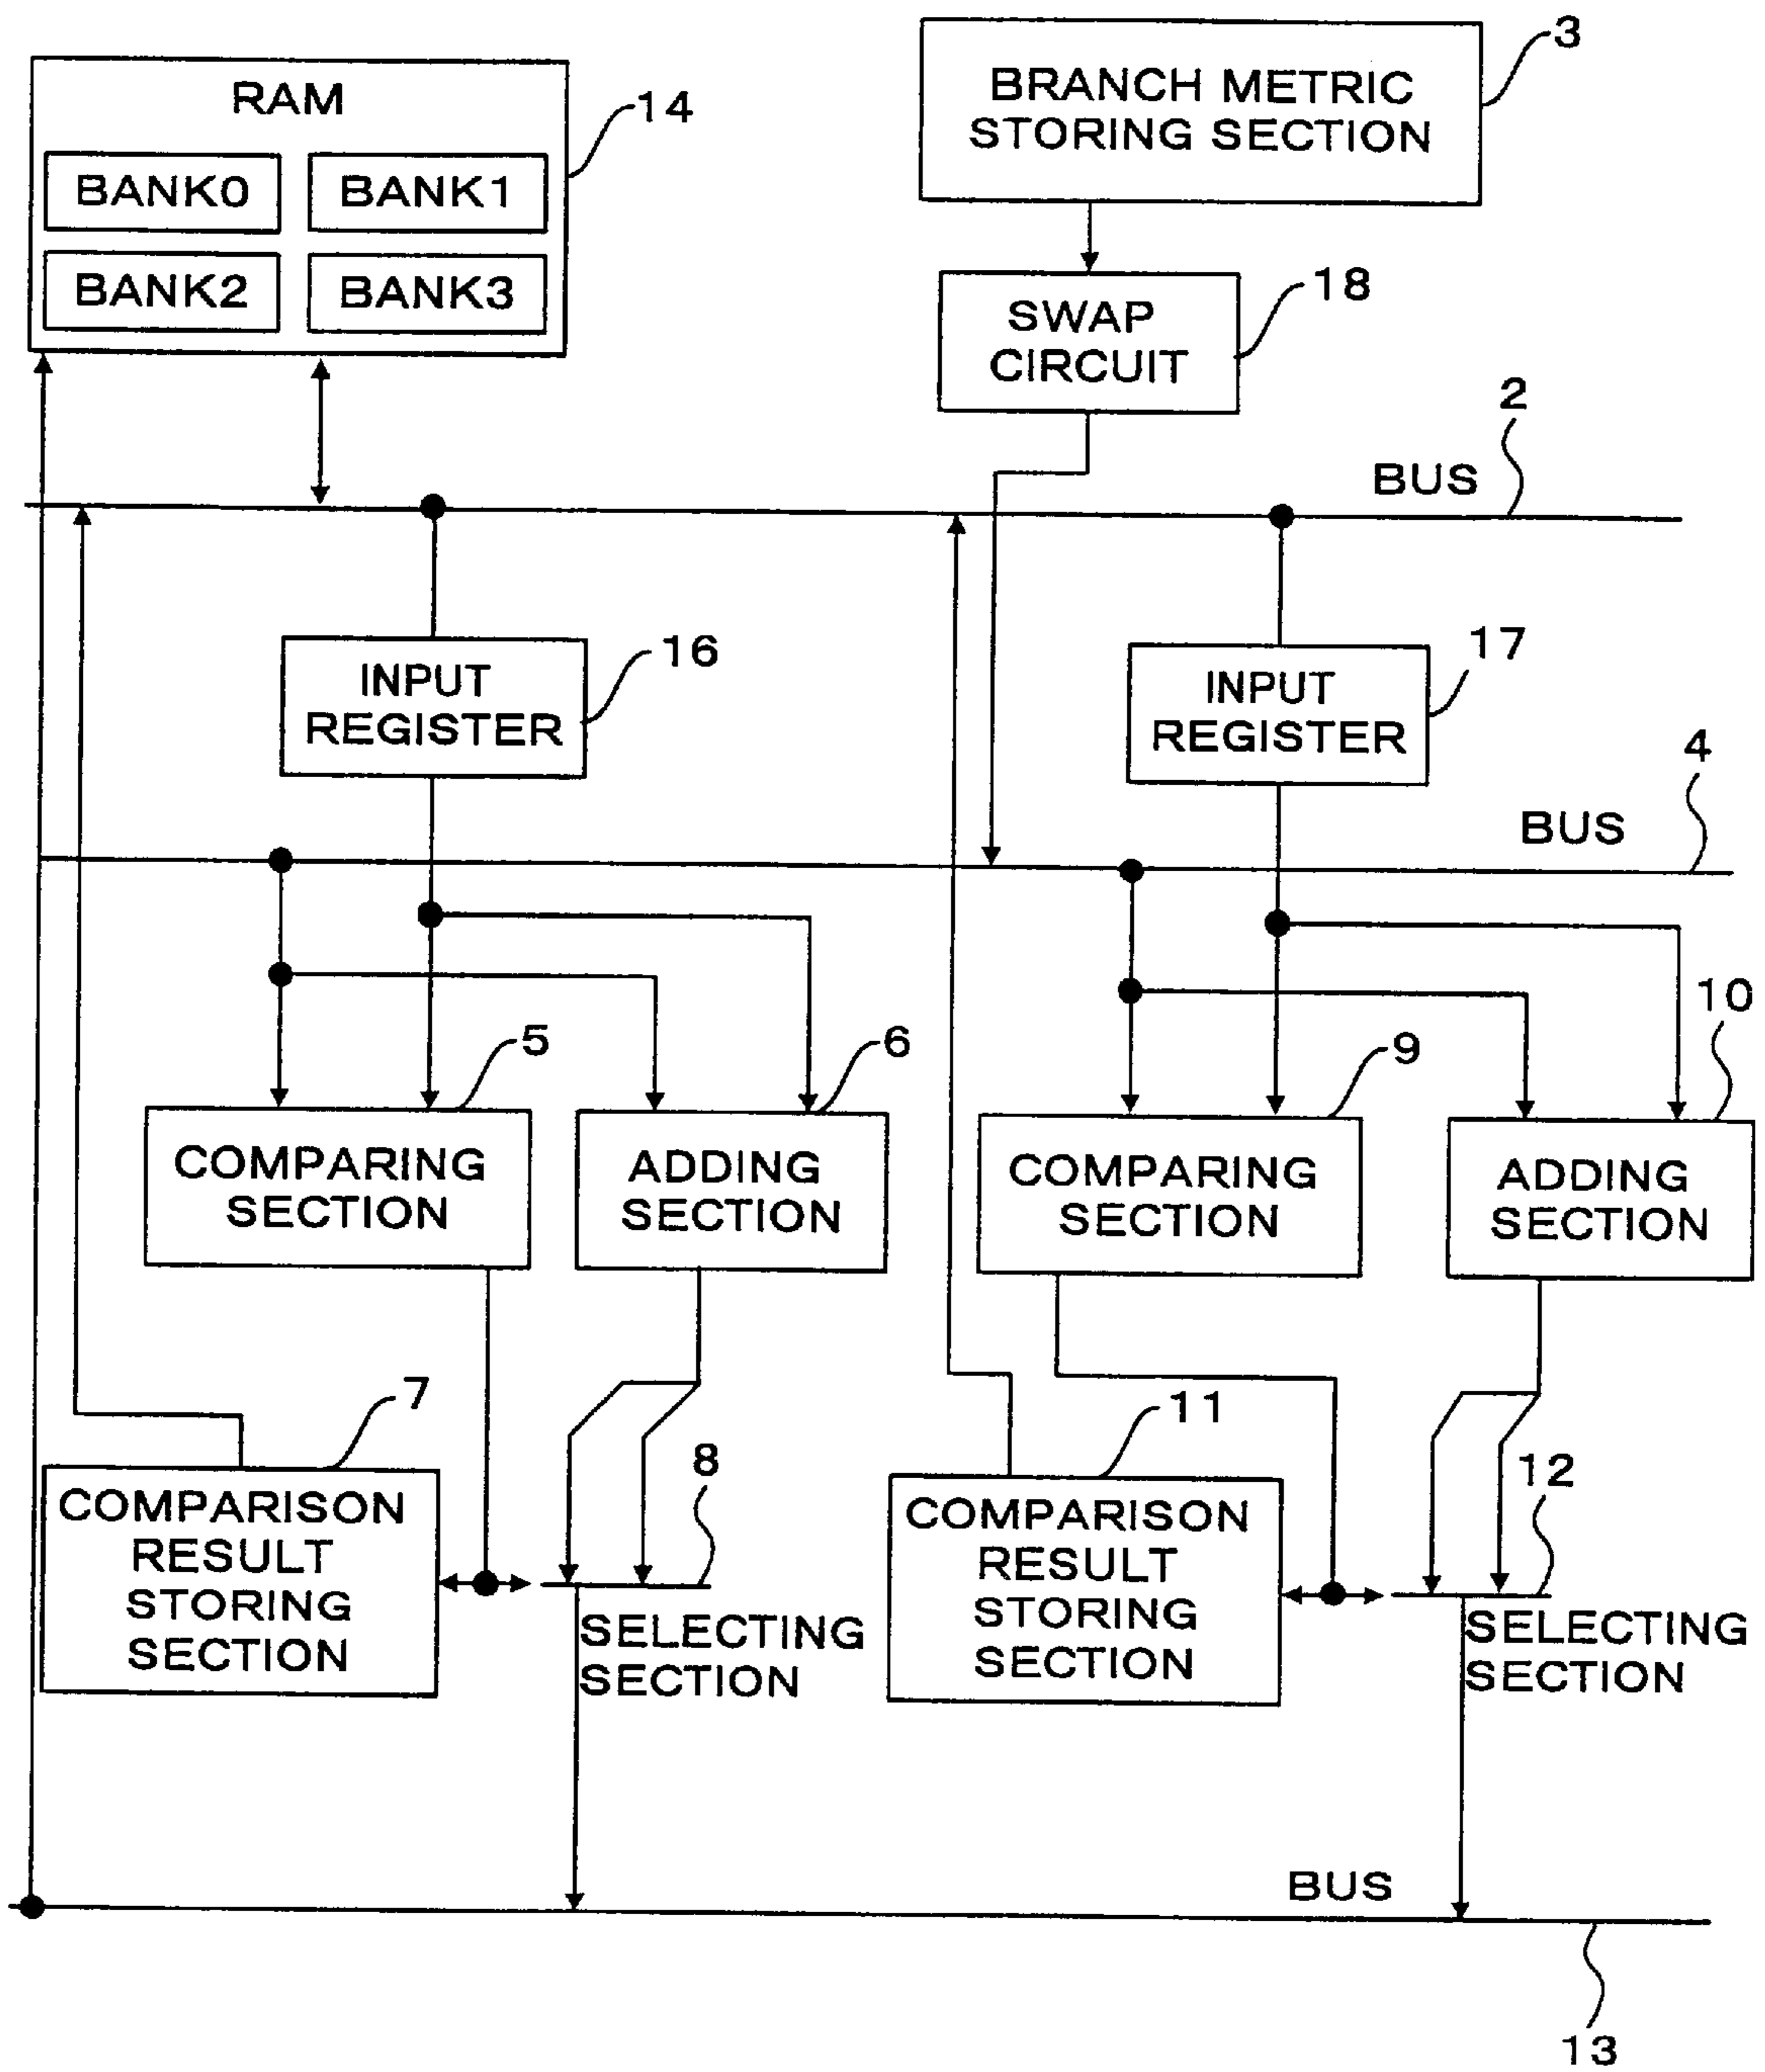 3
BRANCH METRIC
STORING SECTION
RAM
14
BANK0
BANK1
BANK2
BANK3
18
SWAP
CIRCUIT
2
BUS
16
INPUT
REGISTER
17
INPUT
REGISTER
4
BUS
5
6
9
10
COMPARING
SECTION
ADDING
SECTION
COMPARING
SECTION
ADDING
SECTION
7
8
11
12
COMPARISON
RESULT
STORING
SECTION
SELECTING
SECTION
COMPARISON
RESULT
STORING
SECTION
SELECTING
SECTION
BUS
13